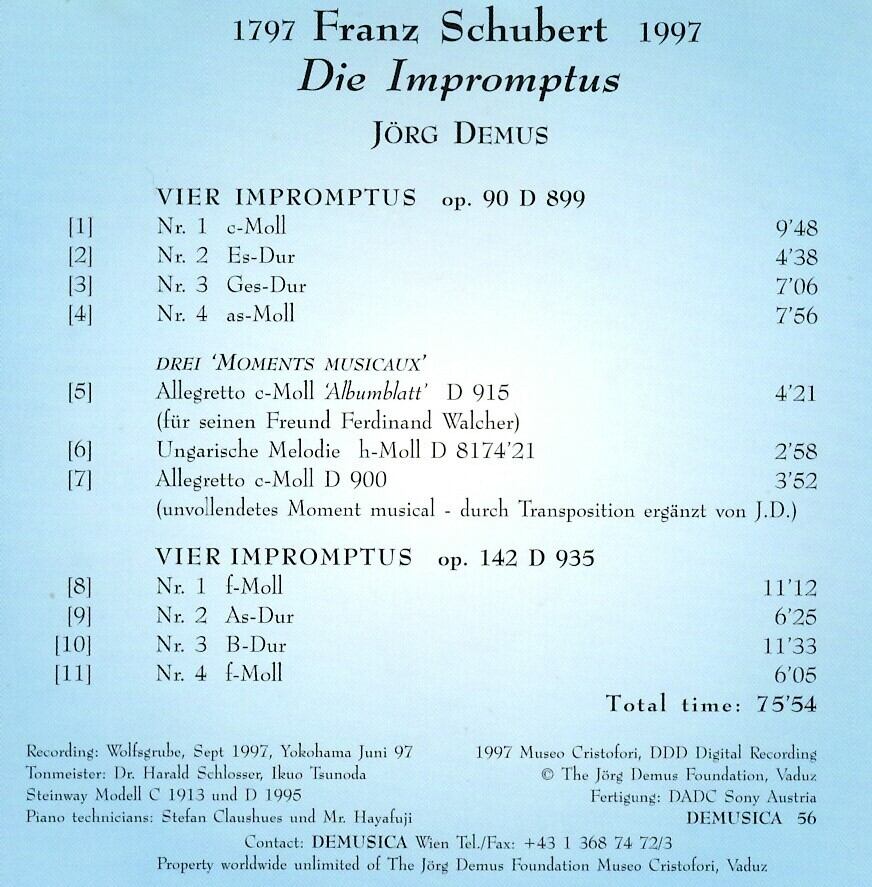 1797 Franz Schubert 1997
Die Impromptus
JÖRG DEMUS
VIER IMPROMPTUS op. 90 D 899
[1] Nr. 1 c-Moll 9'48
[2] Nr. 2 Es-Dur 4'38
[3] Nr. 3 Ges-Dur 7'06
[4] Nr. 4 as-Moll 7'56
DREI 'MOMENTS MUSICAUX'
[5] Allegretto c-Moll 'Albumblatt' D 915 4'21
(für seinen Freund Ferdinand Walcher)
[6] Ungarische Melodie h-Moll D 8174'21 2'58
[7] Allegretto c-Moll D 900 3'52
(unvollendetes Moment musical - durch Transposition ergänzt von J.D.)
VIER IMPROMPTUS op. 142 D 935
[8] Nr. 1 f-Moll 11'12
[9] Nr. 2 As-Dur 6'25
[10] Nr. 3 B-Dur 11'33
[11] Nr. 4 f-Moll 6'05
Total time: 75'54
Recording: Wolfsgrube, Sept 1997, Yokohama Juni 97
Tonmeister: Dr. Harald Schlosser, Ikuo Tsunoda
Steinway Modell C 1913 und D 1995
Piano technicians: Stefan Claushues and Mr. Hayafuji
1997 Museo Cristofori, DDD Digital Recording
© The Jörg Demus Foundation, Vaduz
Fertigung: DADC Sony Austria
DEMUSICA 56
Contact: DEMUSICA Wien Tel./Fax: +43 1 368 74 72/3
Property worldwide unlimited of The Jörg Demus Foundation Museo Cristofori, Vaduz